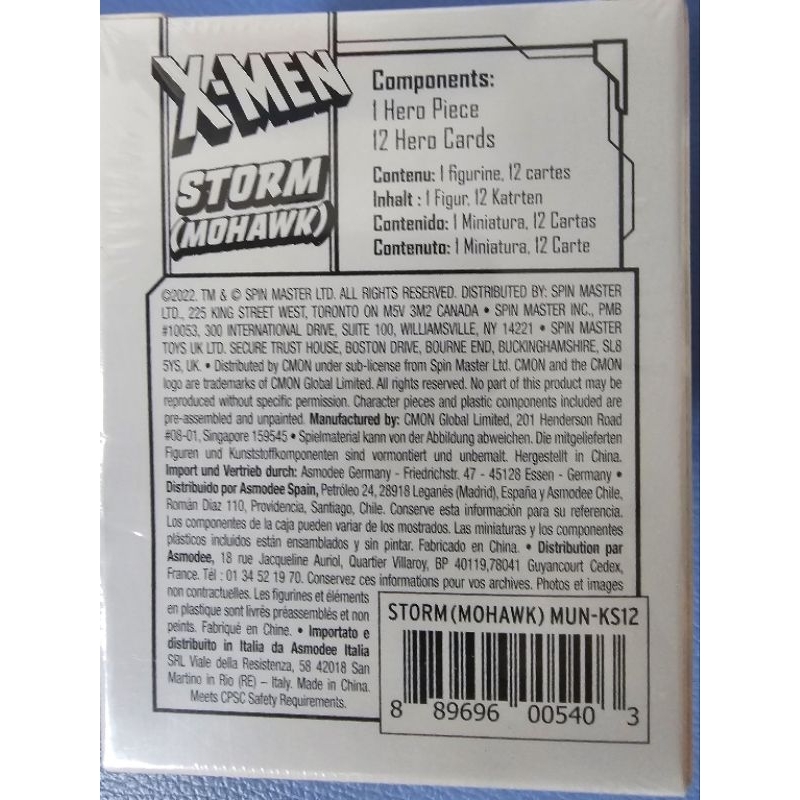 X-MEN
STORM
(MOHAWK)
Components:
1 Hero Piece
12 Hero Cards
Contenu: 1 figurine, 12 cartes
Inhalt : 1 Figur, 12 Katrten
Contenido: 1 Miniatura, 12 Cartas
Contenuto: 1 Miniatura, 12 Carte
©2022. TM & © SPIN MASTER LTD. ALL RIGHTS RESERVED. DISTRIBUTED BY: SPIN MASTER
LTD., 225 KING STREET WEST, TORONTO ON M5V 3M2 CANADA • SPIN MASTER INC., PMB
#10053, 300 INTERNATIONAL DRIVE, SUITE 100, WILLIAMSVILLE, NY 14221 • SPIN MASTER
TOYS UK LTD. SECURE TRUST HOUSE, BOSTON DRIVE, BOURNE END, BUCKINGHAMSHIRE, SL8
5YS, UK. • Distributed by CMON under sub-license from Spin Master Ltd. CMON and the CMON
logo are trademarks of CMON Global Limited. All rights reserved. No part of this product may be
reproduced without specific permission. Character pieces and plastic components included are
pre-assembled and unpainted. Manufactured by: CMON Global Limited, 201 Henderson Road
#08-01, Singapore 159545 • Spielmaterial kann von der Abbildung abweichen. Die mitgelieferten
Figuren und Kunststoffkomponenten sind vormontiert und unbemalt. Hergestellt in China.
Import und Vertrieb durch: Asmodee Germany - Friedrichstr. 47 - 45128 Essen - Germany •
Distribuido por Asmodee Spain, Petróleo 24, 28918 Leganés (Madrid), España y Asmodee Chile,
Román Díaz 110, Providencia, Santiago, Chile. Conserve esta información para su referencia.
Los componentes de la caja pueden variar de los mostrados. Las miniaturas y los componentes
plásticos incluidos están ensamblados y sin pintar. Fabricado en China. • Distribution par
Asmodee, 18 rue Jacqueline Auriol, Quartier Villaroy, BP 40119,78041 Guyancourt Cedex,
France. Tél : 01 34 52 19 70. Conservez ces informations pour vos archives. Photos et images
non contractuelles. Les figurines et éléments
en plastique sont livrés préassemblés et non
peints. Fabriqué en Chine. • Importato e
distribuito in Italia da Asmodee Italia
SRL Viale della Resistenza, 58 42018 San
Martino in Rio (RE) – Italy. Made in China.
Meets CPSC Safety Requirements.
STORM (MOHAWK) MUN-KS12
8 89696 00540 3